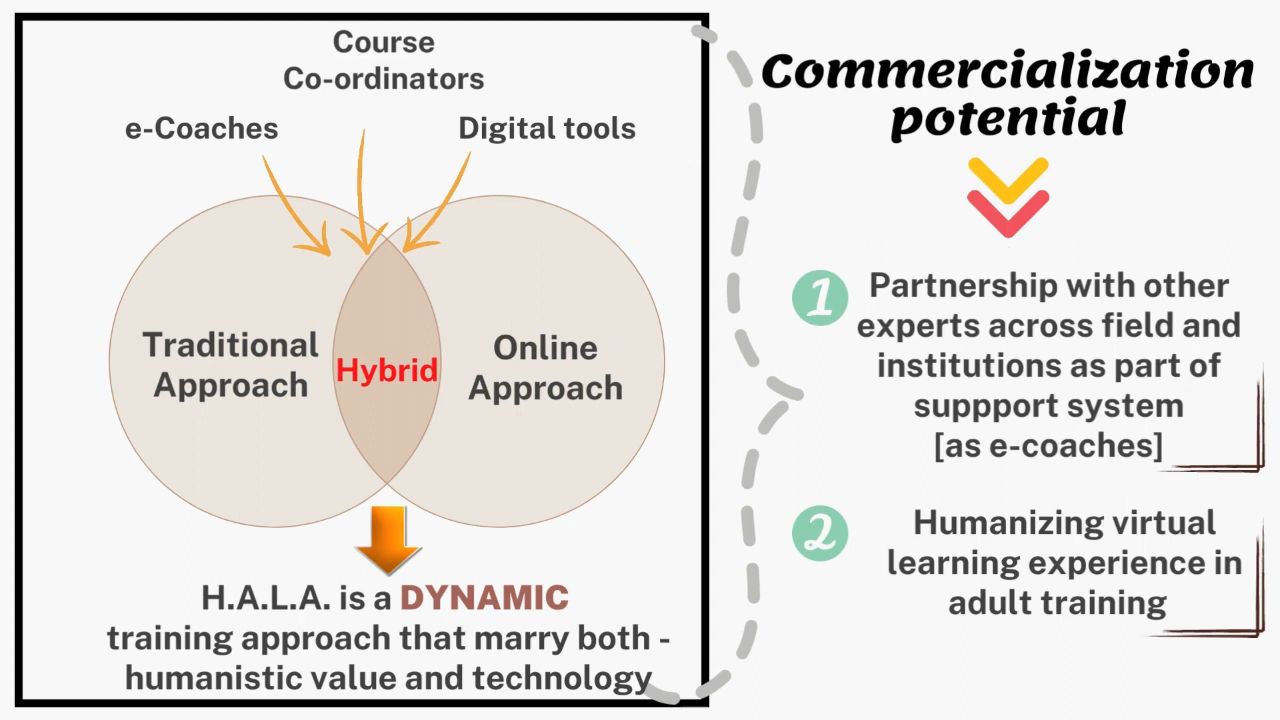 Course
Co-ordinators
e-Coaches
Digital tools
Traditional
Approach
Hybrid
Online
Approach
H.A.L.A. is a DYNAMIC
training approach that marry both -
humanistic value and technology
Commercialization
potential
1
Partnership with other
experts across field and
institutions as part of
suppport system
[as e-coaches]
2
Humanizing virtual
learning experience in
adult training